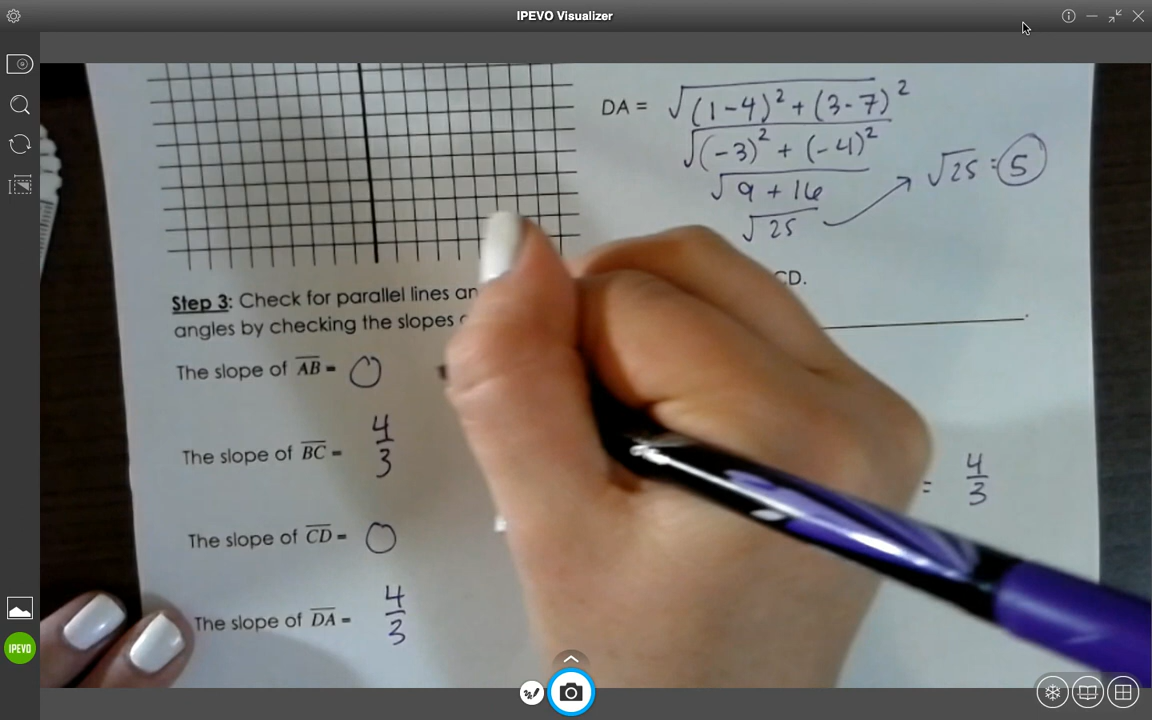 IPEVO Visualizer
DA = √(1-4)² + (3-7)²
√(-3)² + (-4)²
√9 + 16
√25
√25 = 5
CD.
Step 3: Check for parallel lines
angles by checking the slopes
The slope of AB = 0
The slope of BC = 4/3
= 4/3
The slope of CD = 0
The slope of DA = 4/3
IPEVO